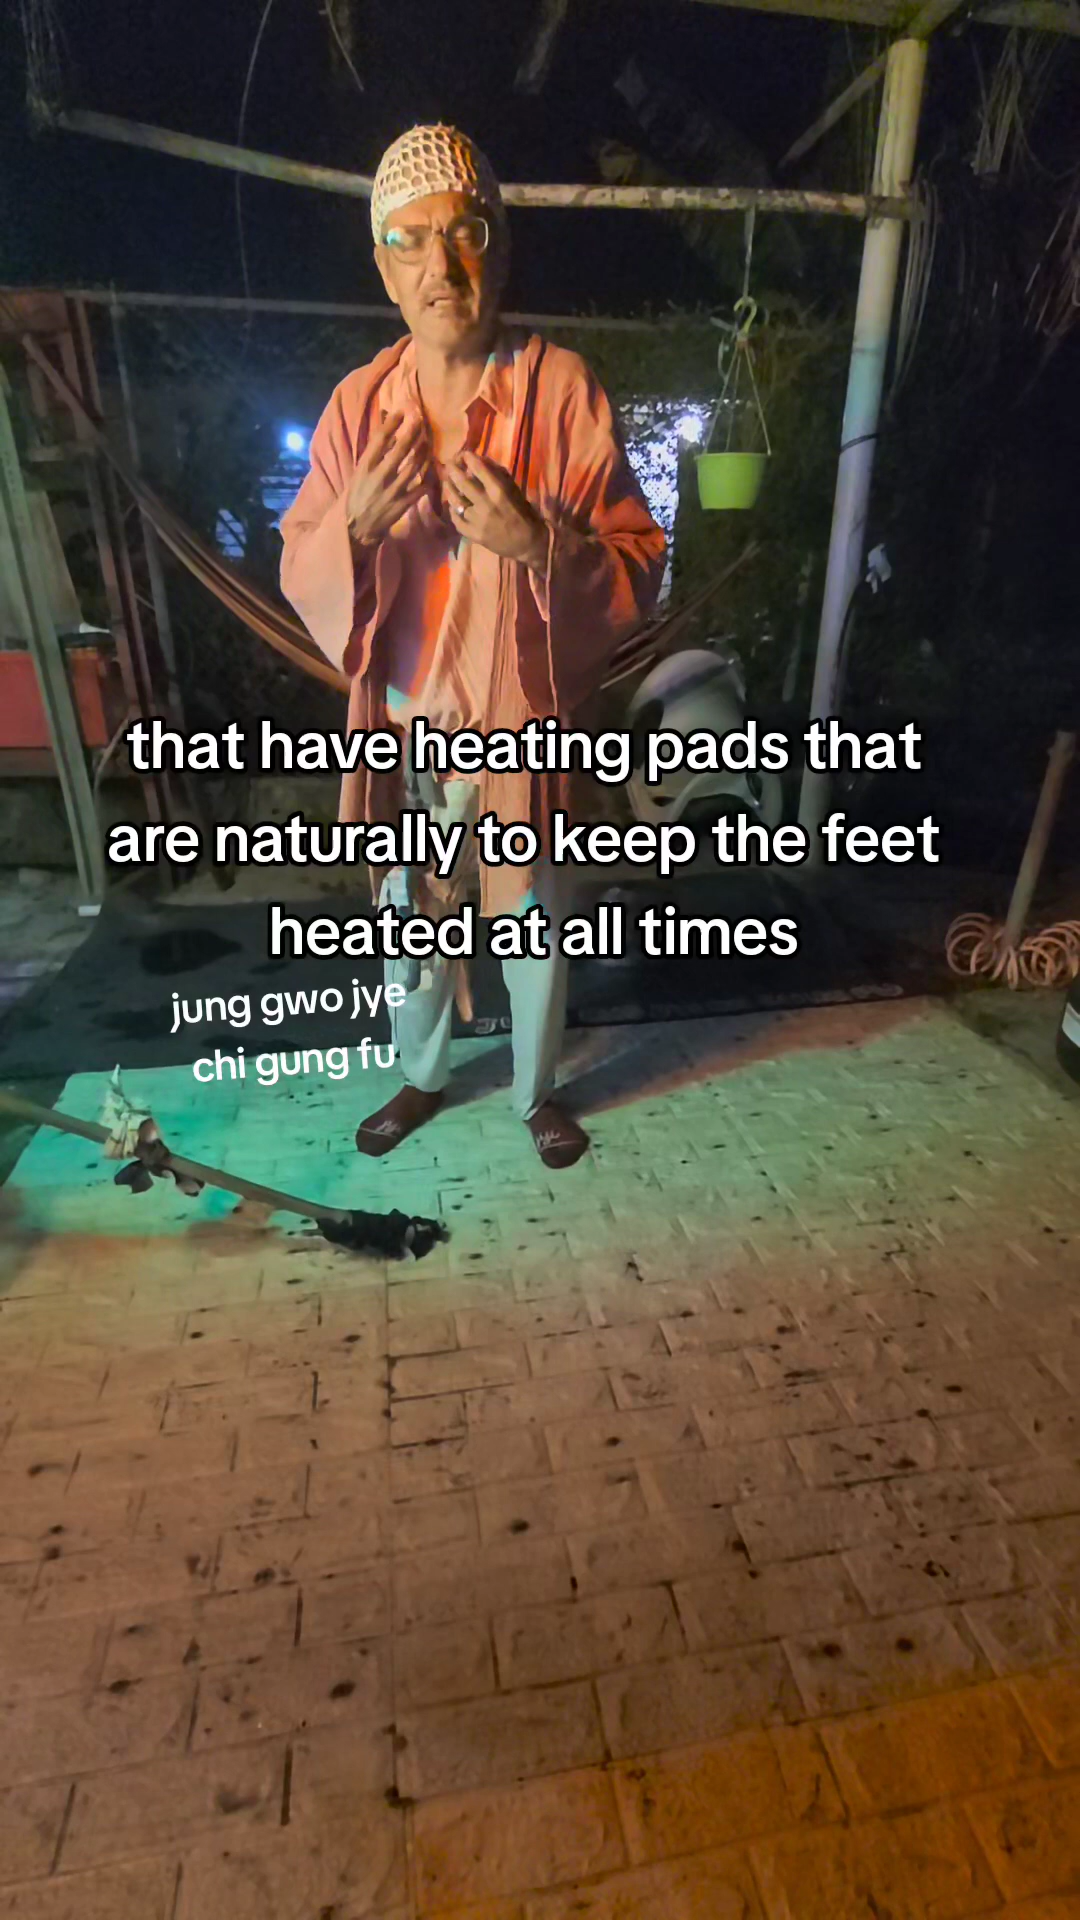 that have heating pads that
are naturally to keep the feet
heated at all times
jung gwo jye
chi gung fu